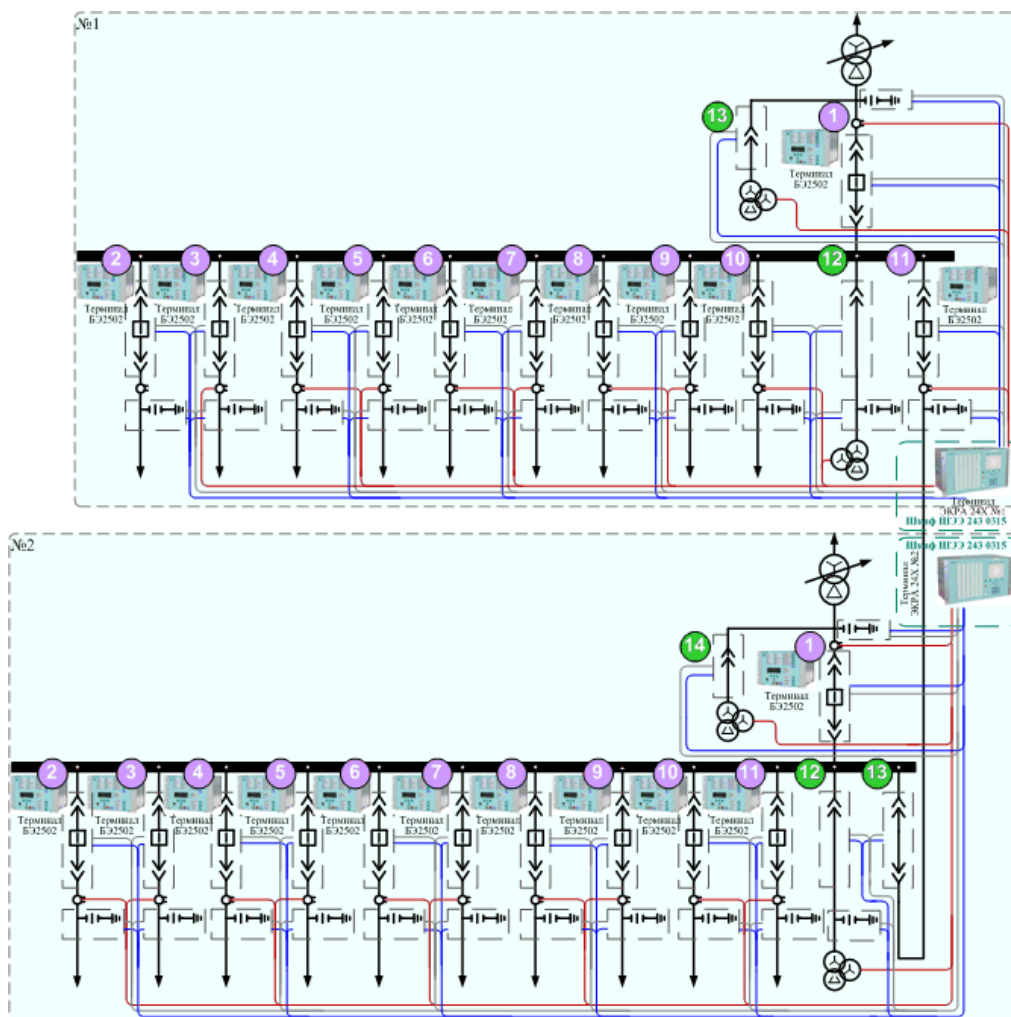 №1
13
1
Терминал
БЭ2502
2
3
4
5
6
7
8
9
10
12
11
Терминал
БЭ2502
Терминал
БЭ2502
Терминал
БЭ2502
Терминал
БЭ2502
Терминал
БЭ2502
Терминал
БЭ2502
Терминал
БЭ2502
Терминал
БЭ2502
Терминал
БЭ2502
Терминал
БЭ2502
Терминал
ЭКРА 24Х №1
Шкаф ШЭЭ 243 0315
№2
Шкаф ШЭЭ 243 0315
Терминал
ЭКРА 24Х №2
14
1
Терминал
БЭ2502
2
3
4
5
6
7
8
9
10
11
12
13
Терминал
БЭ2502
Терминал
БЭ2502
Терминал
БЭ2502
Терминал
БЭ2502
Терминал
БЭ2502
Терминал
БЭ2502
Терминал
БЭ2502
Терминал
БЭ2502
Терминал
БЭ2502
Терминал
БЭ2502